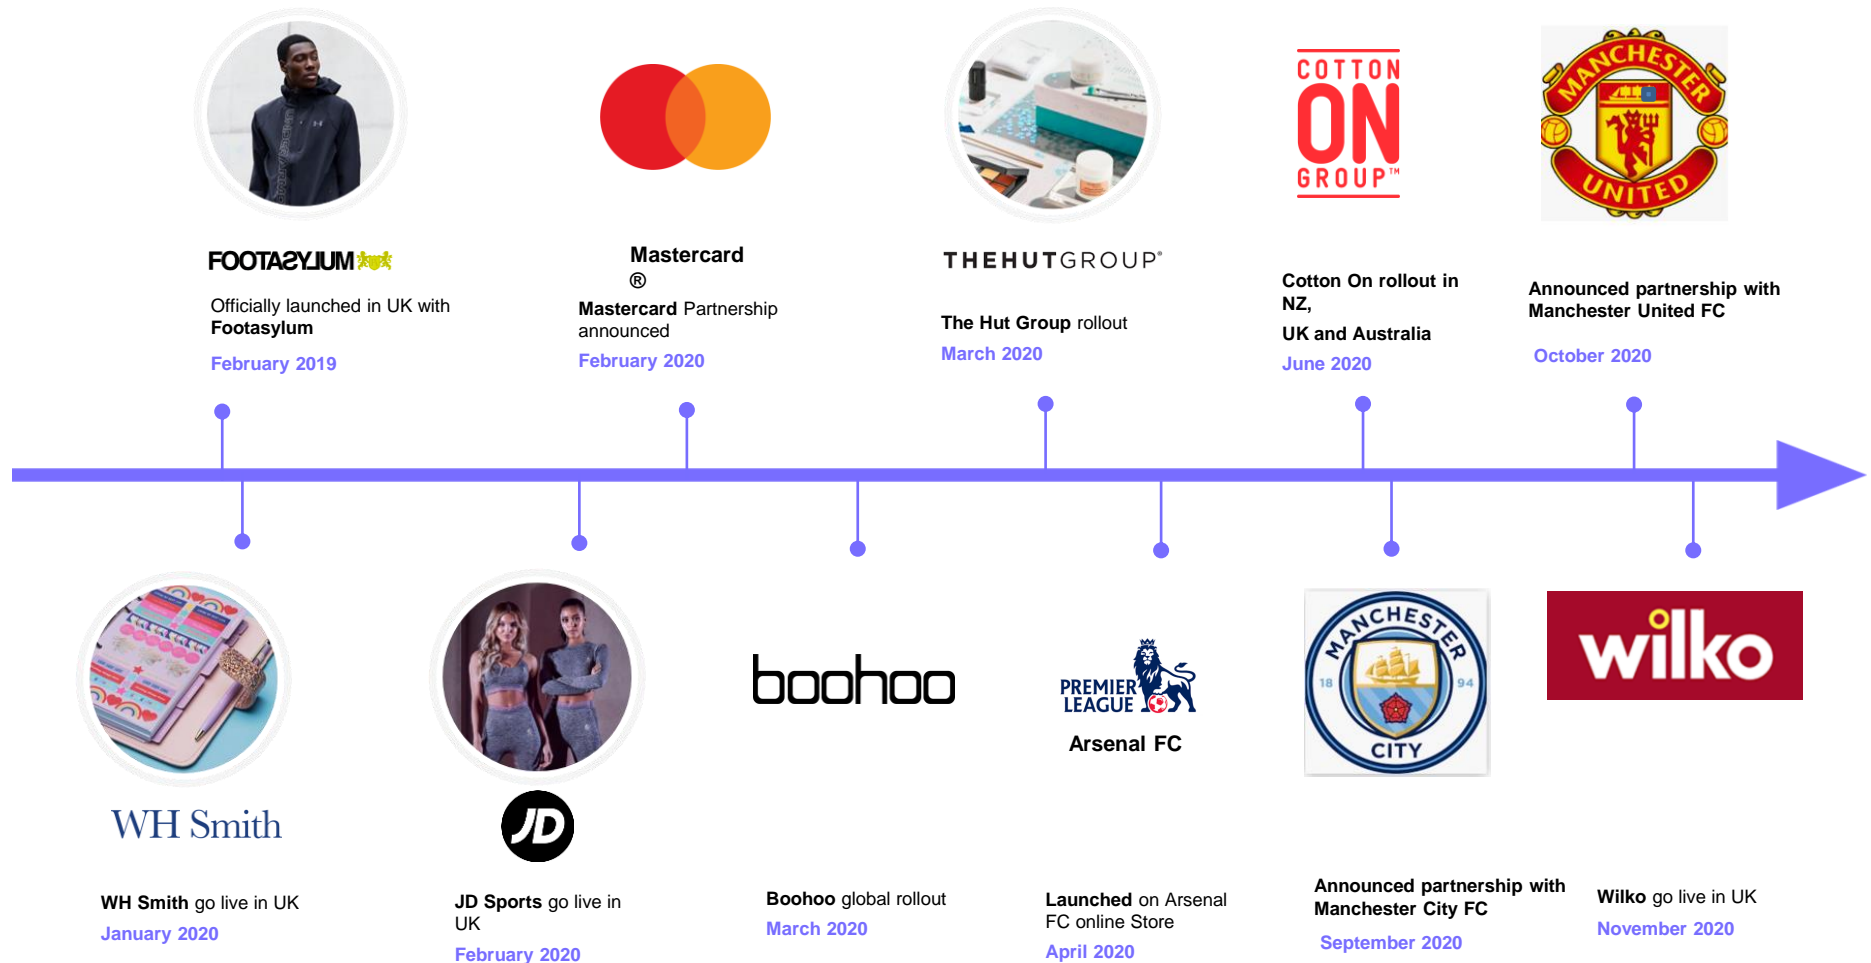 FOOTASYLUM
Officially launched in UK with
Footasylum
February 2019
Mastercard
®
Mastercard Partnership
announced
February 2020
THEHUTGROUP®
The Hut Group rollout
March 2020
COTTON
ON
GROUP™
Cotton On rollout in
NZ,
UK and Australia
June 2020
MANCHESTER
UNITED
Announced partnership with
Manchester United FC
October 2020
WH Smith
WH Smith go live in UK
January 2020
JD
JD Sports go live in
UK
February 2020
boohoo
Boohoo global rollout
March 2020
PREMIER
LEAGUE
Arsenal FC
Launched on Arsenal
FC online Store
April 2020
MANCHESTER
18 94
CITY
Announced partnership with
Manchester City FC
September 2020
wilko
Wilko go live in UK
November 2020